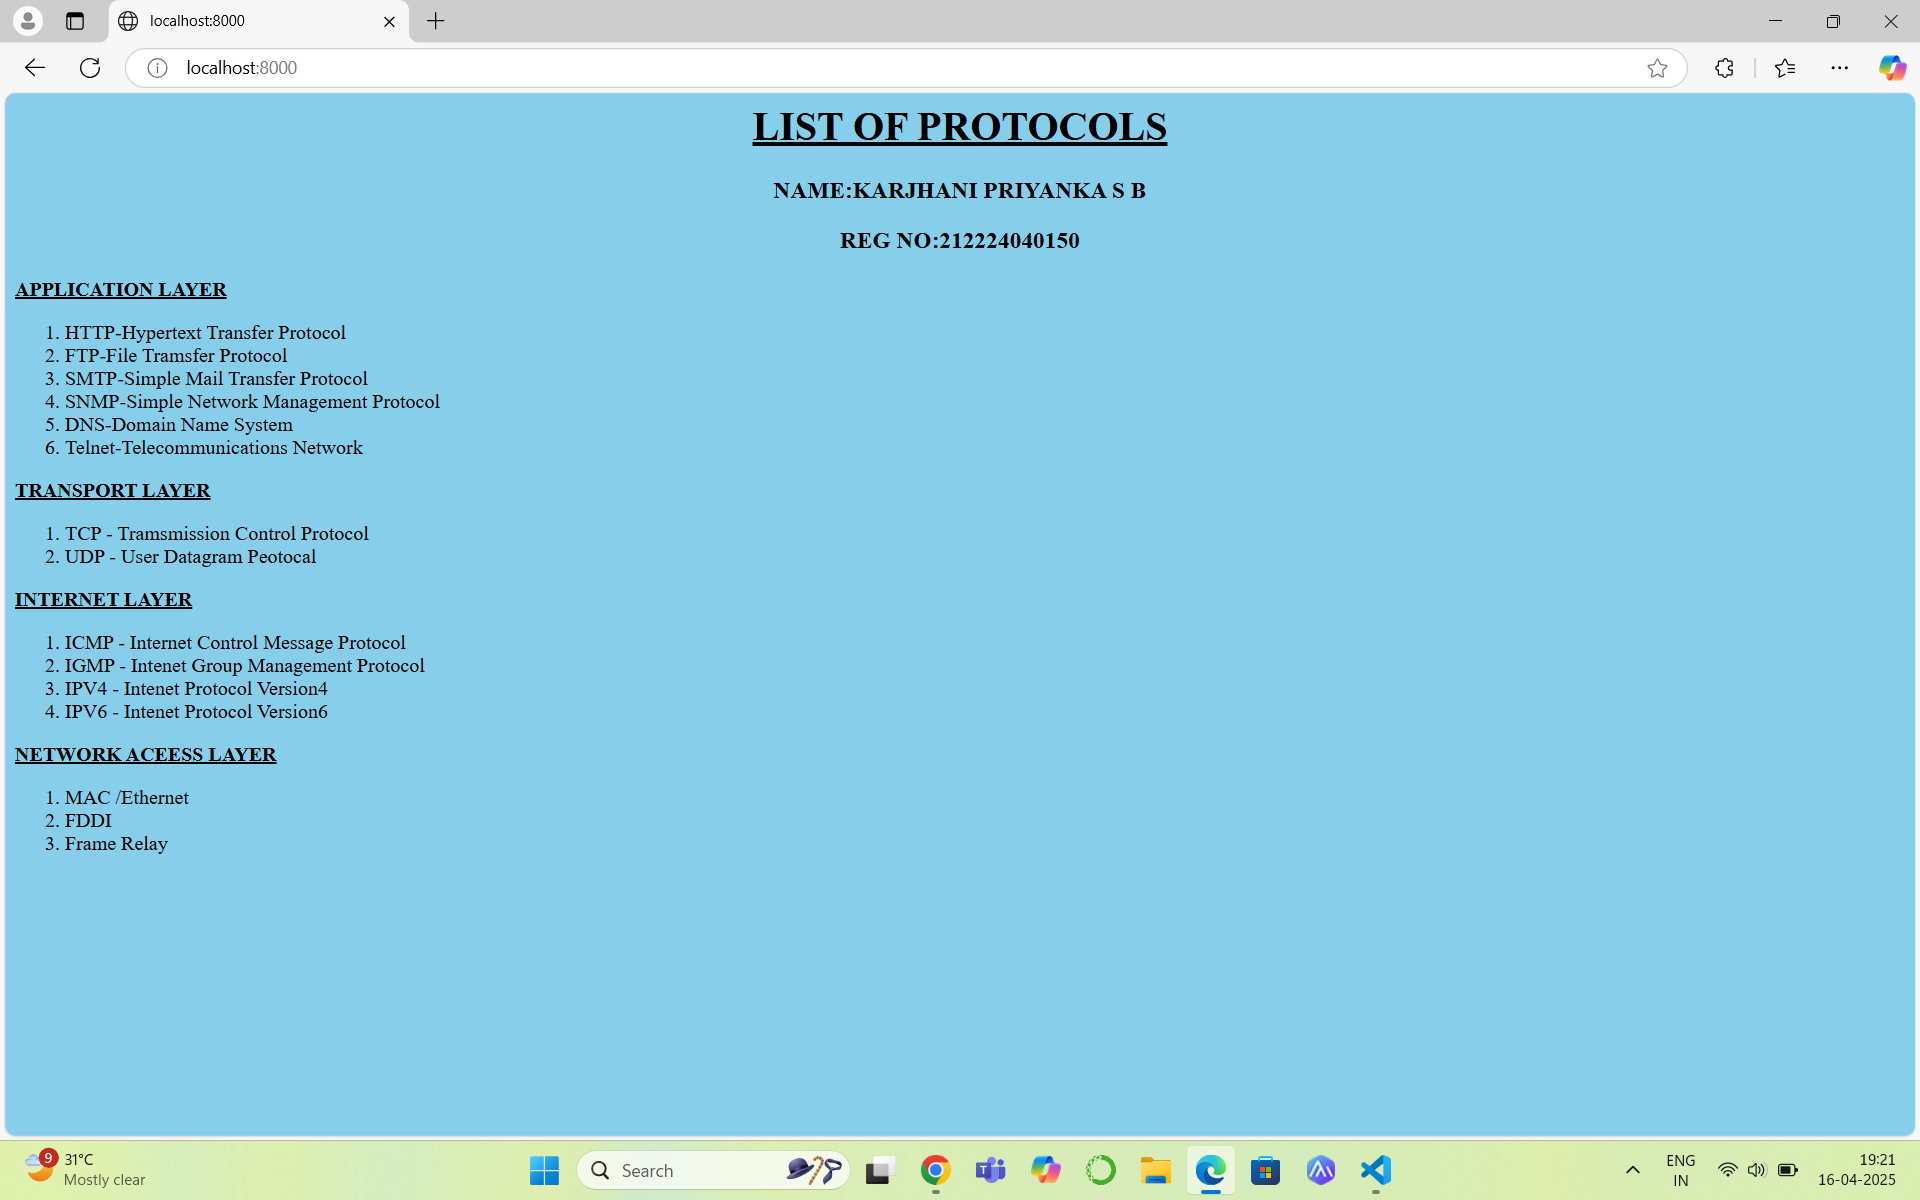 localhost:8000
localhost:8000
LIST OF PROTOCOLS
NAME:KARJHANI PRIYANKA S B
REG NO:212224040150
APPLICATION LAYER
1. HTTP-Hypertext Transfer Protocol
2. FTP-File Tramsfer Protocol
3. SMTP-Simple Mail Transfer Protocol
4. SNMP-Simple Network Management Protocol
5. DNS-Domain Name System
6. Telnet-Telecommunications Network
TRANSPORT LAYER
1. TCP - Tramsmission Control Protocol
2. UDP - User Datagram Peotocal
INTERNET LAYER
1. ICMP - Internet Control Message Protocol
2. IGMP - Intenet Group Management Protocol
3. IPV4 - Intenet Protocol Version4
4. IPV6 - Intenet Protocol Version6
NETWORK ACEESS LAYER
1. MAC /Ethernet
2. FDDI
3. Frame Relay
9
31°C
Mostly clear
Search
ENG
IN
19:21
16-04-2025